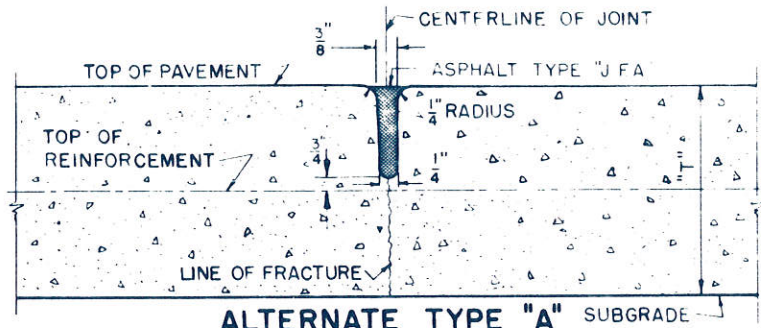 CENTERLINE OF JOINT
3"
8
TOP OF PAVEMENT
ASPHALT TYPE "J FA
1"
4 RADIUS
TOP OF
REINFORCEMENT
3"
4
1"
4
"T"
LINE OF FRACTURE
ALTERNATE TYPE "A"
SUBGRADE